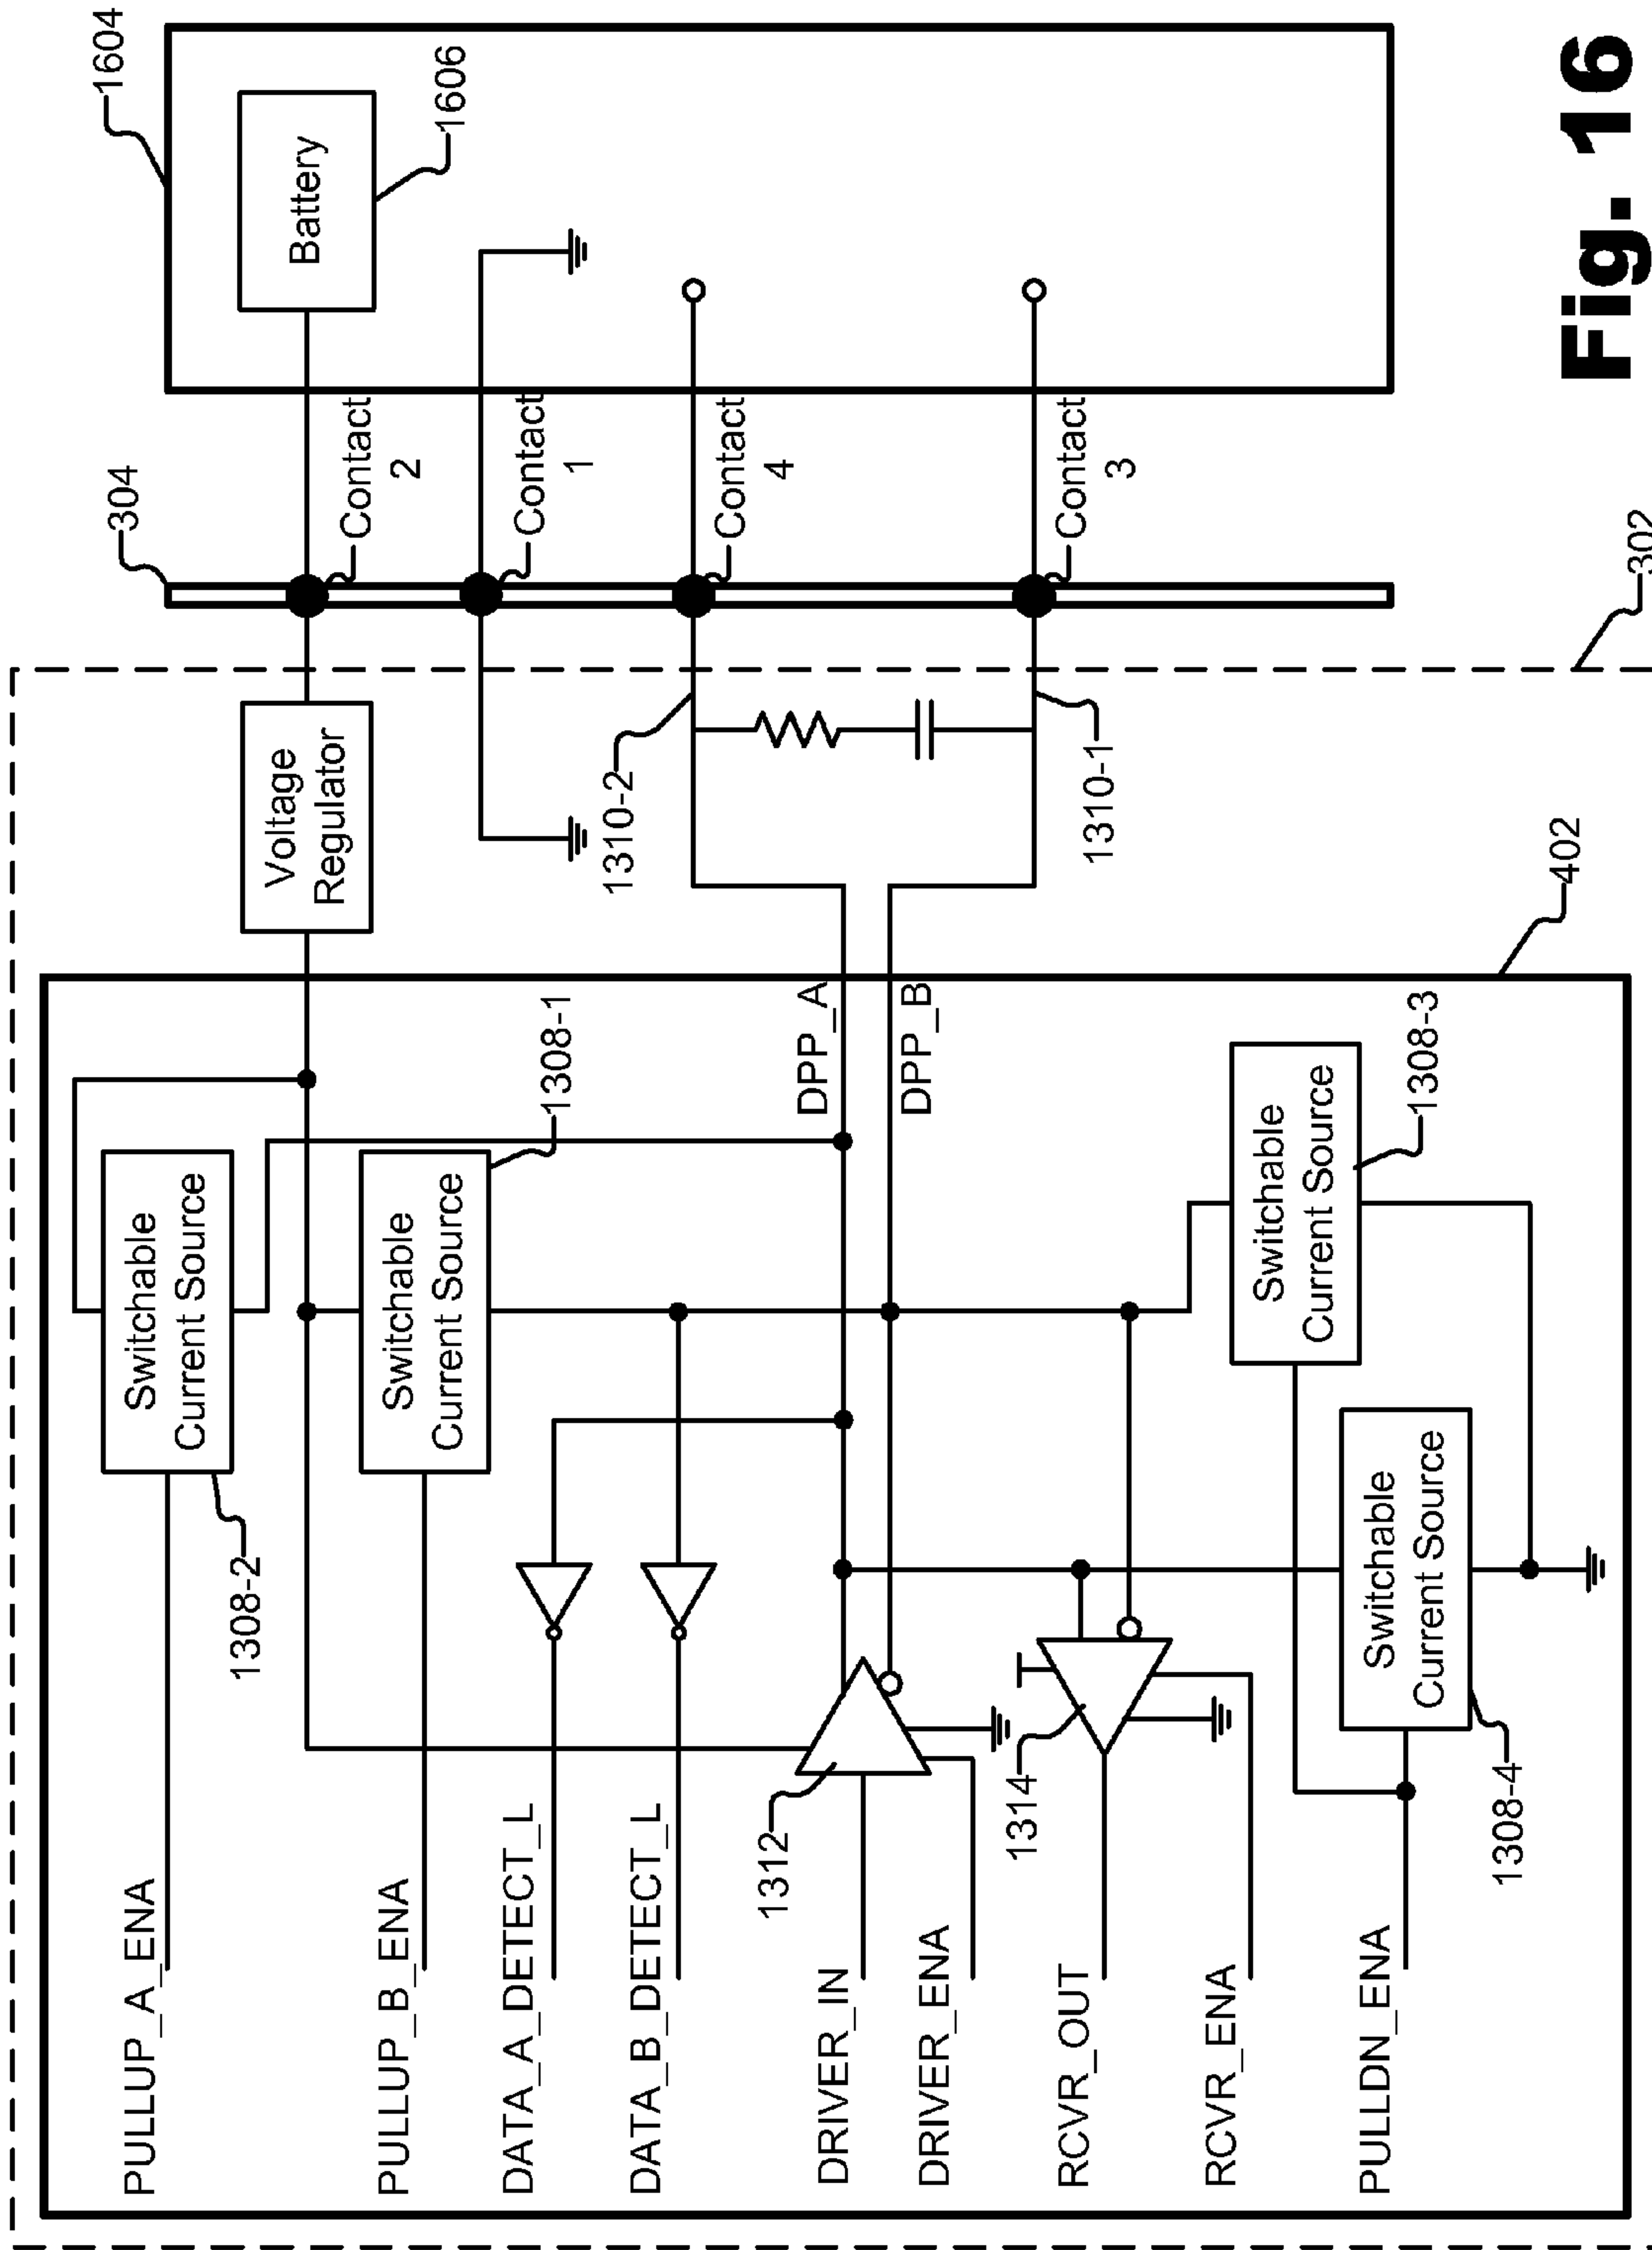 PULLUP_A_ENA
PULLUP_B_ENA
DATA_A_DETECT_L
DATA_B_DETECT_L
DRIVER_IN
DRIVER_ENA
RCVR_OUT
RCVR_ENA
PULLDN_ENA
1308-2
Switchable
Current Source
Switchable
Current Source
1308-1
1312
1314
1308-4
Switchable
Current Source
Switchable
Current Source
1308-3
DPP_A
DPP_B
402
Voltage
Regulator
1310-2
1310-1
302
304
Contact
2
Contact
1
Contact
4
Contact
3
Battery
1606
1604
Fig. 16